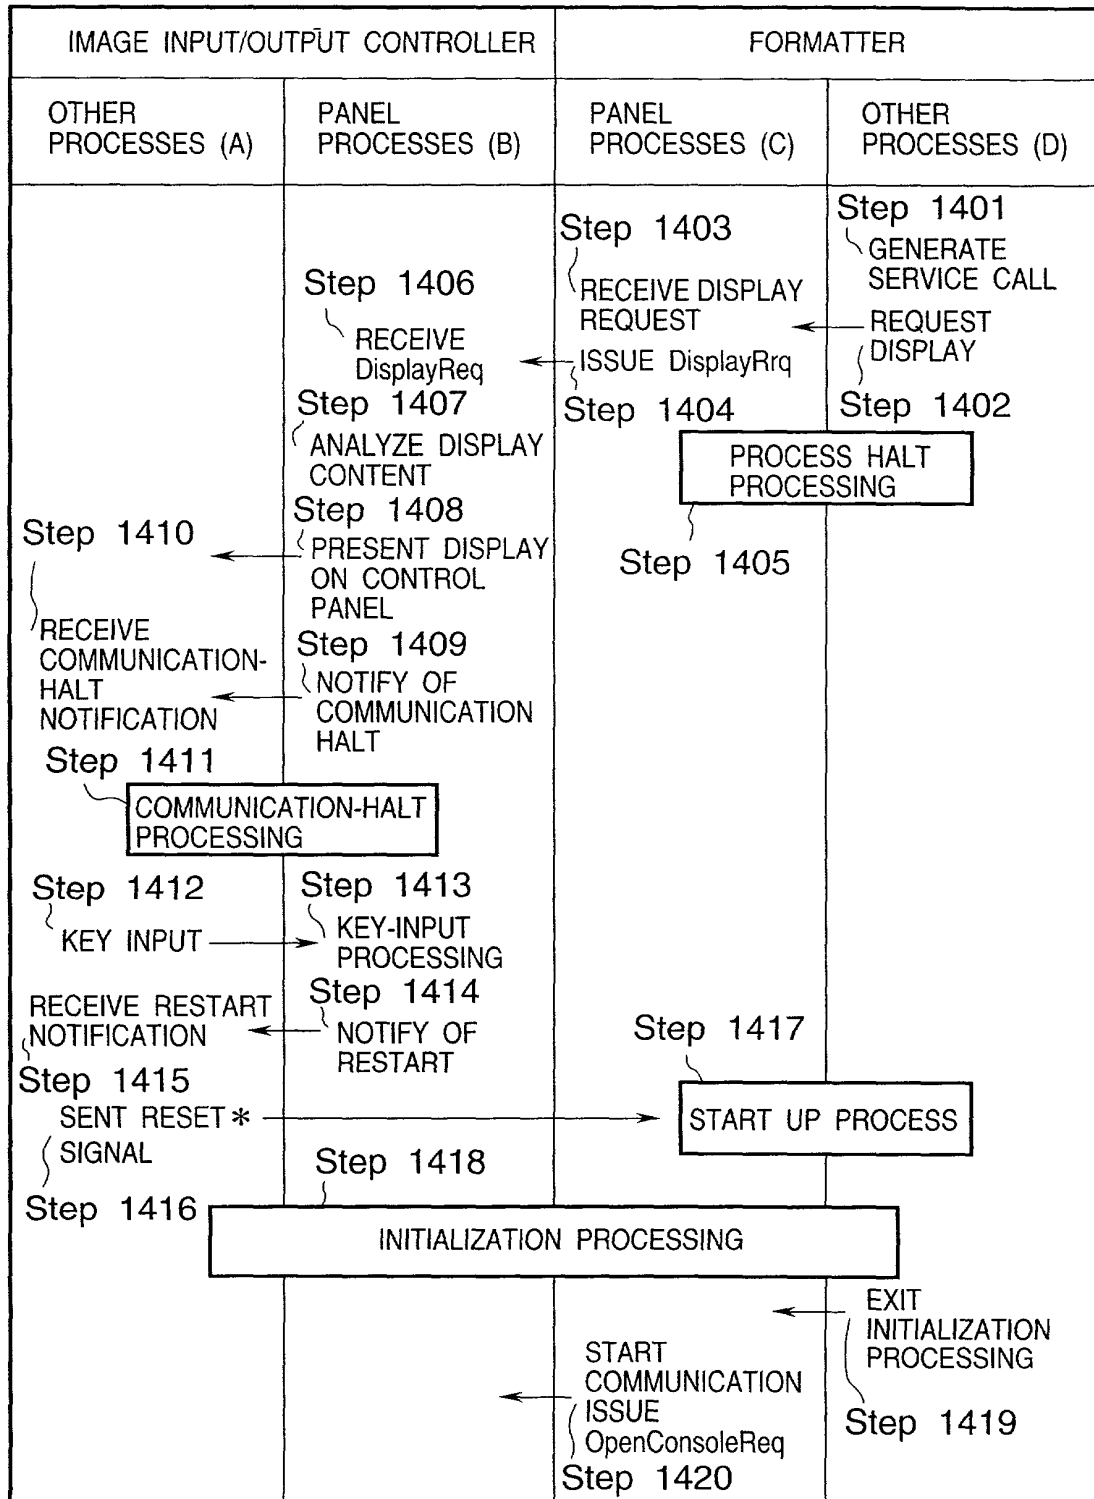 IMAGE INPUT/OUTPUT CONTROLLER
FORMATTER
OTHER
PROCESSES (A)
PANEL
PROCESSES (B)
PANEL
PROCESSES (C)
OTHER
PROCESSES (D)
Step 1401
GENERATE
SERVICE CALL
Step 1403
RECEIVE DISPLAY
REQUEST
REQUEST
DISPLAY
Step 1402
Step 1406
RECEIVE
DisplayReq
ISSUE DisplayRrq
Step 1404
Step 1407
ANALYZE DISPLAY
CONTENT
PROCESS HALT
PROCESSING
Step 1405
Step 1408
PRESENT DISPLAY
ON CONTROL
PANEL
Step 1410
RECEIVE
COMMUNICATION-
HALT
NOTIFICATION
Step 1409
NOTIFY OF
COMMUNICATION
HALT
Step 1411
COMMUNICATION-HALT
PROCESSING
Step 1412
KEY INPUT
Step 1413
KEY-INPUT
PROCESSING
RECEIVE RESTART
NOTIFICATION
Step 1414
NOTIFY OF
RESTART
Step 1415
Step 1417
SENT RESET *
SIGNAL
START UP PROCESS
Step 1416
Step 1418
INITIALIZATION PROCESSING
EXIT
INITIALIZATION
PROCESSING
Step 1419
START
COMMUNICATION
ISSUE
OpenConsoleReq
Step 1420